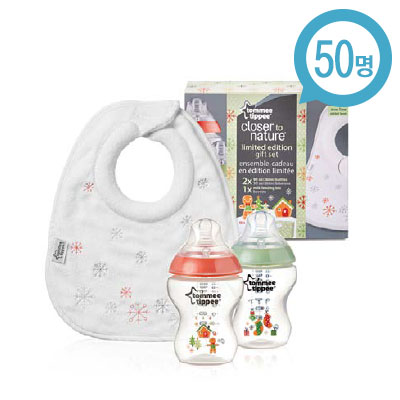 50명
tommee
tippee
closer to
nature
limited edition
gift set
ensemble cadeau
en édition limitée
2x
1x
tommee
tippee
tommee
tippee